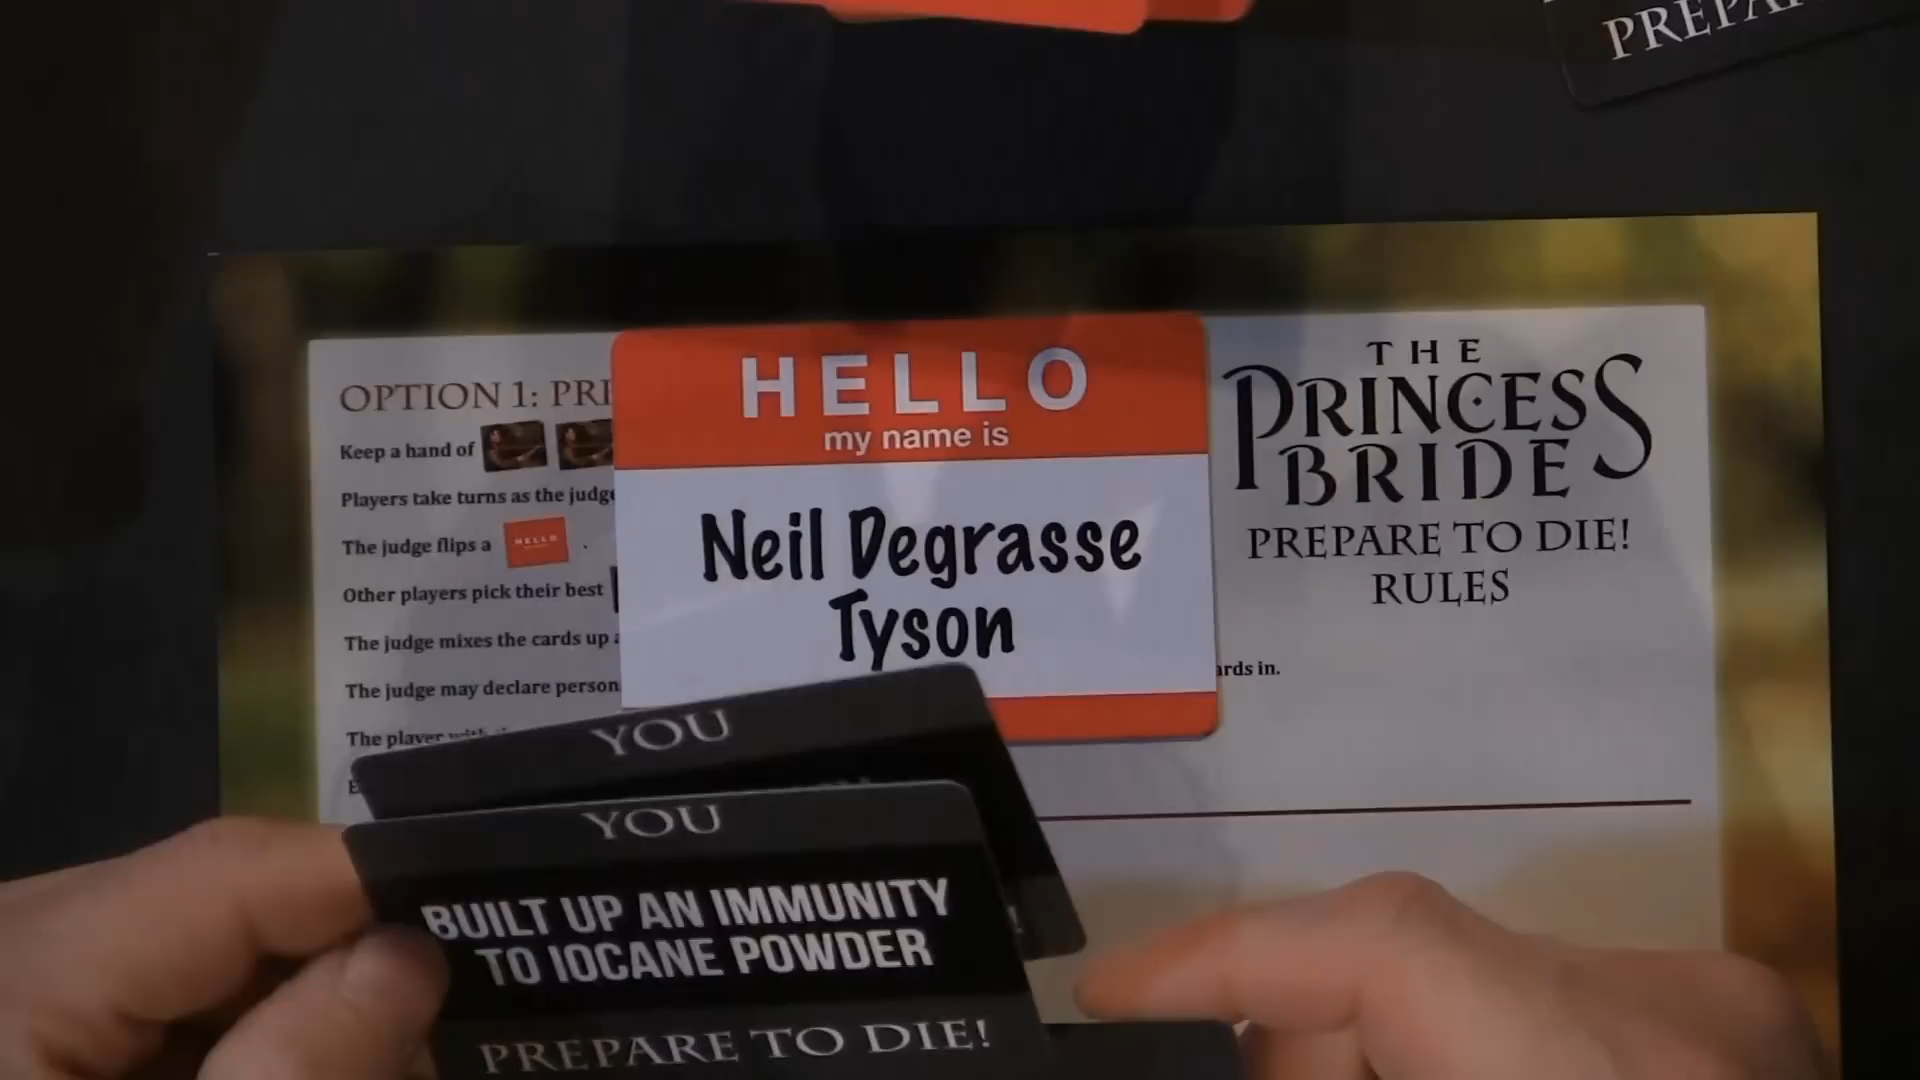 PREPA
OPTION 1: PRI
Keep a hand of
Players take turns as the judge
The judge flips a HELLO .
Other players pick their best
The judge mixes the cards up
The judge may declare person
The player
HELLO
my name is
Neil Degrasse
Tyson
THE
PRINCESS
BRIDE
PREPARE TO DIE!
RULES
ards in.
YOU
YOU
BUILT UP AN IMMUNITY
TO IOCANE POWDER
PREPARE TO DIE!